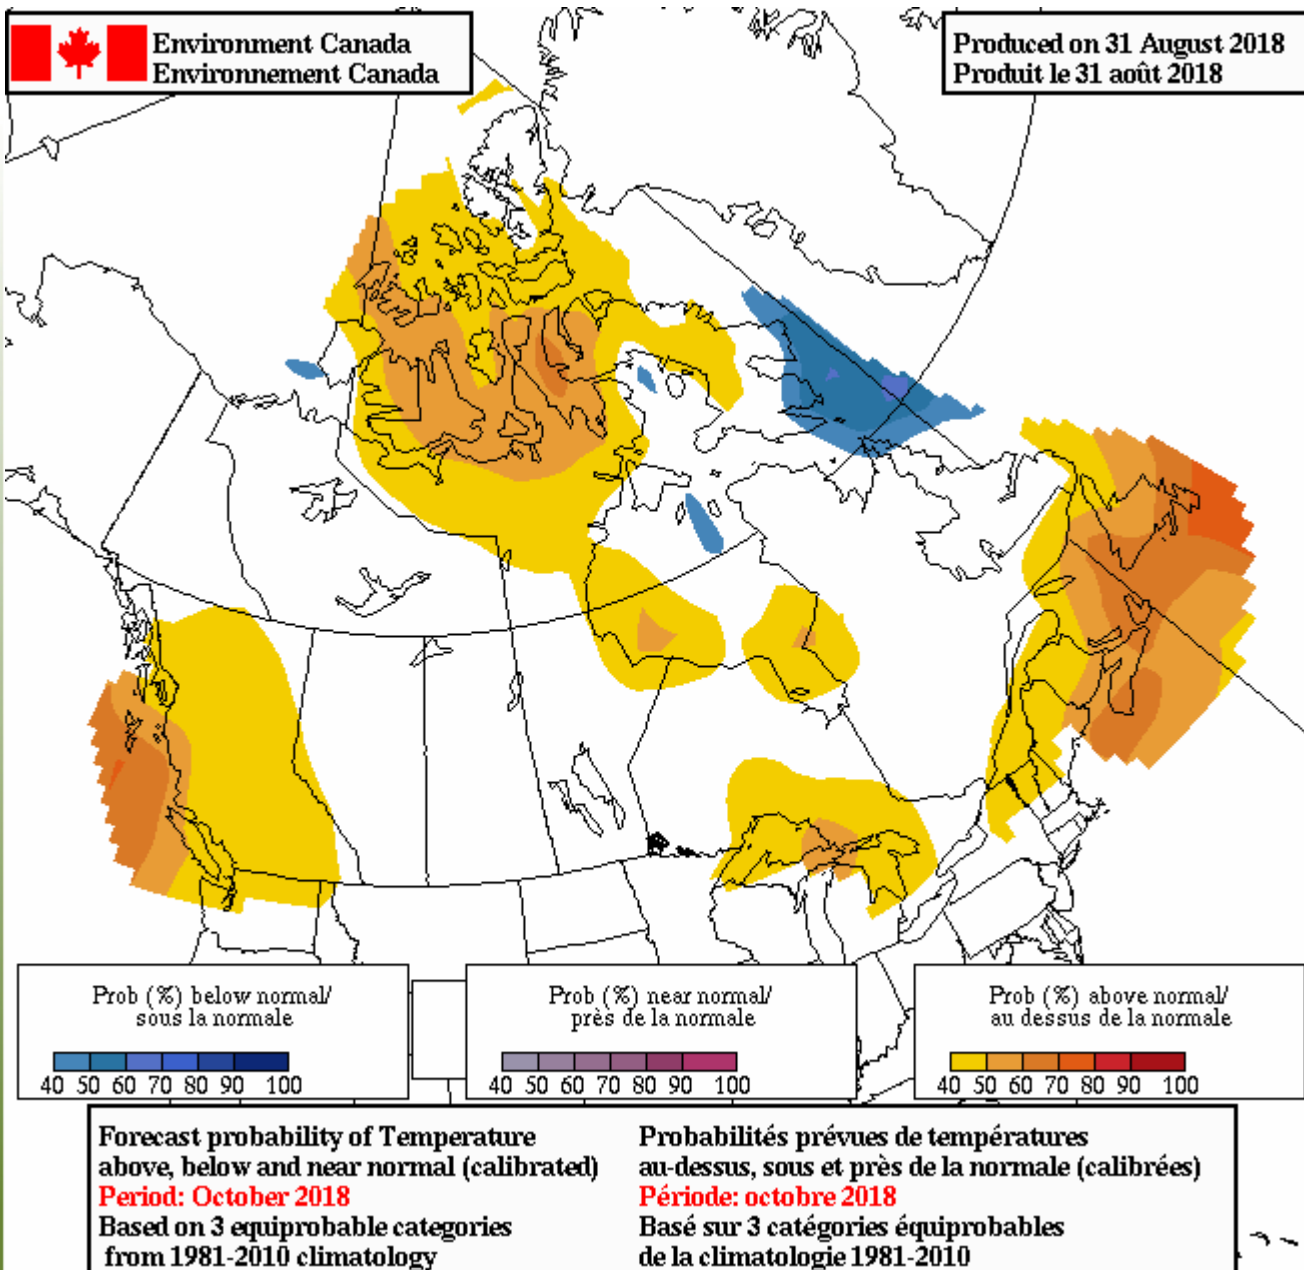 Environment Canada
Environnement Canada
Produced on 31 August 2018
Produit le 31 août 2018
Prob (%) below normal/
sous la normale
40 50 60 70 80 90 100
Prob (%) near normal/
près de la normale
40 50 60 70 80 90 100
Prob (%) above normal/
au dessus de la normale
40 50 60 70 80 90 100
Forecast probability of Temperature
above, below and near normal (calibrated)
Period: October 2018
Based on 3 equiprobable categories
from 1981-2010 climatology
Probabilités prévues de températures
au-dessus, sous et près de la normale (calibrées)
Période: octobre 2018
Basé sur 3 catégories équiprobables
de la climatologie 1981-2010